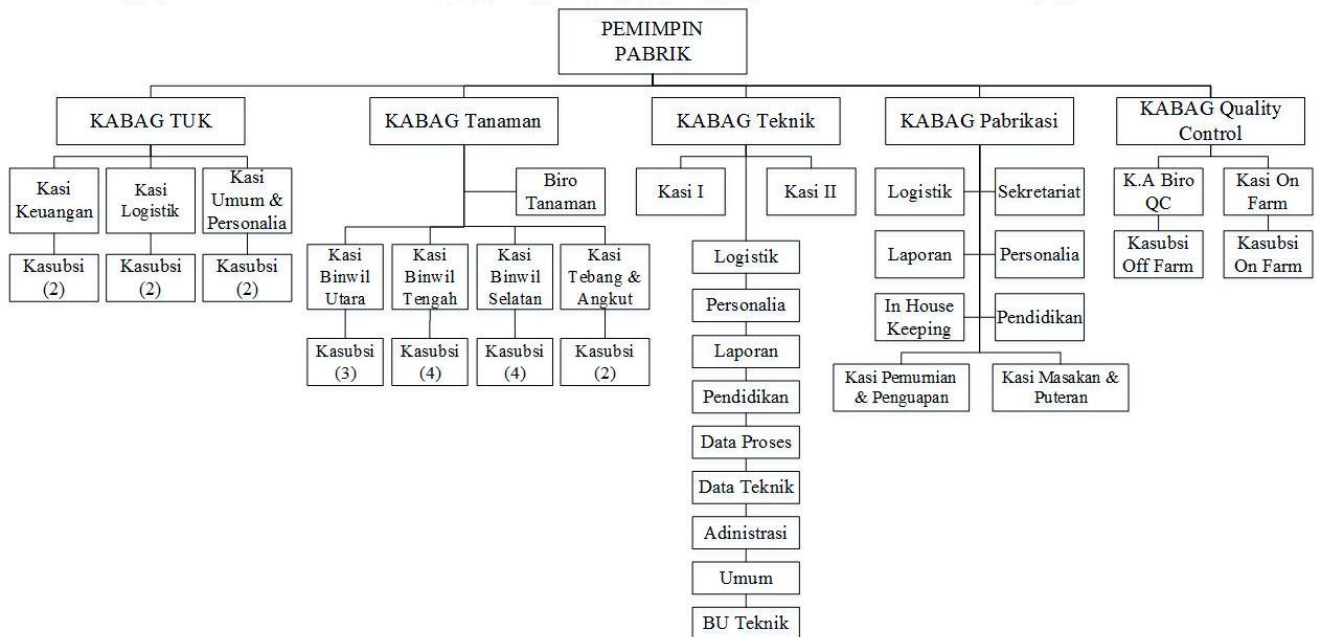 PEMIMPIN
PABRIK
KABAG TUK
KABAG Tanaman
KABAG Teknik
KABAG Pabrikasi
KABAG Quality
Control
Kasi
Keuangan
Kasi
Logistik
Kasi
Umum &
Personalia
Kasubsi
(2)
Kasubsi
(2)
Kasubsi
(2)
Biro
Tanaman
Kasi
Binwil
Utara
Kasi
Binwil
Tengah
Kasi
Binwil
Selatan
Kasi
Tebang &
Angkut
Kasubsi
(3)
Kasubsi
(4)
Kasubsi
(4)
Kasubsi
(2)
Kasi I
Kasi II
Logistik
Personalia
Laporan
Pendidikan
Data Proses
Data Teknik
Adinistrasi
Umum
BU Teknik
Logistik
Sekretariat
Laporan
Personalia
In House
Keeping
Pendidikan
Kasi Pemurnian
& Penguapan
Kasi Masakan &
Puteran
K.A Biro
QC
Kasi On
Farm
Kasubsi
Off Farm
Kasubsi
On Farm